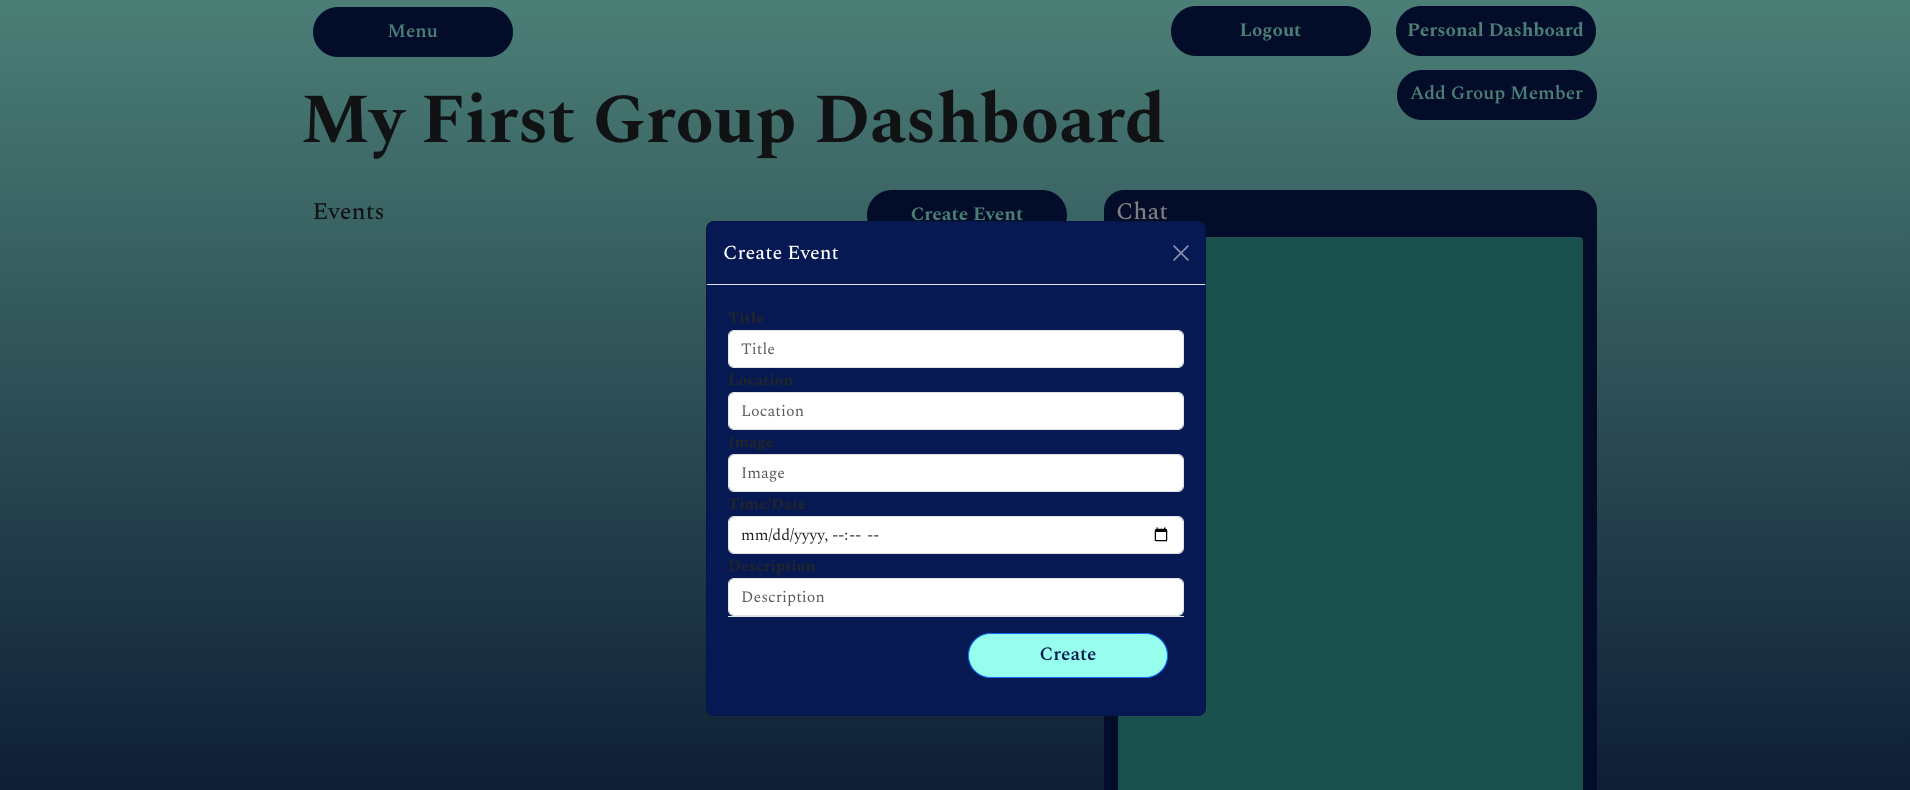 Menu
Logout
Personal Dashboard
Add Group Member
My First Group Dashboard
Events
Create Event
Chat
Create Event
Title
Title
Location
Location
Image
Image
Time/Date
mm/dd/yyyy, --:-- --
Description
Description
Create